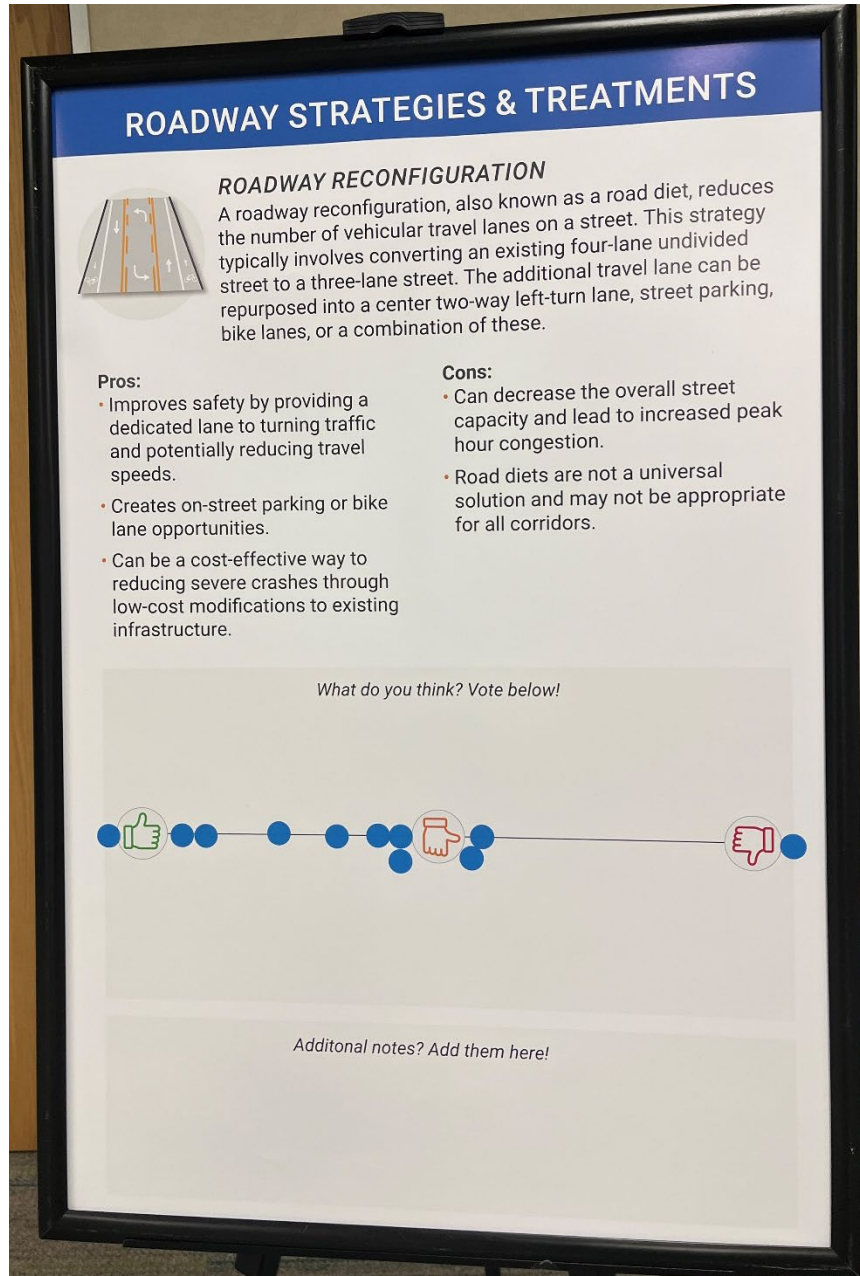 ROADWAY STRATEGIES & TREATMENTS
ROADWAY RECONFIGURATION
A roadway reconfiguration, also known as a road diet, reduces
the number of vehicular travel lanes on a street. This strategy
typically involves converting an existing four-lane undivided
street to a three-lane street. The additional travel lane can be
repurposed into a center two-way left-turn lane, street parking,
bike lanes, or a combination of these.
Pros:
• Improves safety by providing a
dedicated lane to turning traffic
and potentially reducing travel
speeds.
• Creates on-street parking or bike
lane opportunities.
• Can be a cost-effective way to
reducing severe crashes through
low-cost modifications to existing
infrastructure.
Cons:
• Can decrease the overall street
capacity and lead to increased peak
hour congestion.
• Road diets are not a universal
solution and may not be appropriate
for all corridors.
What do you think? Vote below!
Additonal notes? Add them here!